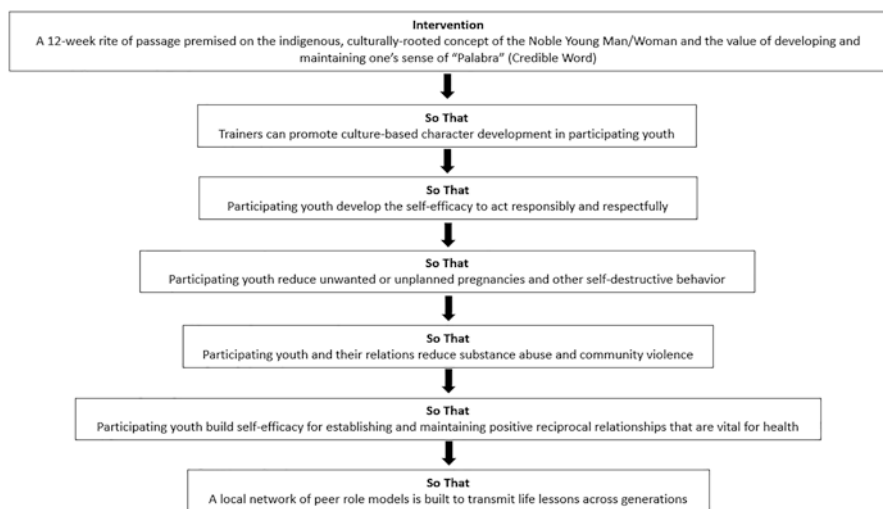 Intervention
A 12-week rite of passage premised on the indigenous, culturally-rooted concept of the Noble Young Man/Woman and the value of developing and
maintaining one's sense of "Palabra" (Credible Word)
So That
Trainers can promote culture-based character development in participating youth
So That
Participating youth develop the self-efficacy to act responsibly and respectfully
So That
Participating youth reduce unwanted or unplanned pregnancies and other self-destructive behavior
So That
Participating youth and their relations reduce substance abuse and community violence
So That
Participating youth build self-efficacy for establishing and maintaining positive reciprocal relationships that are vital for health
So That
A local network of peer role models is built to transmit life lessons across generations